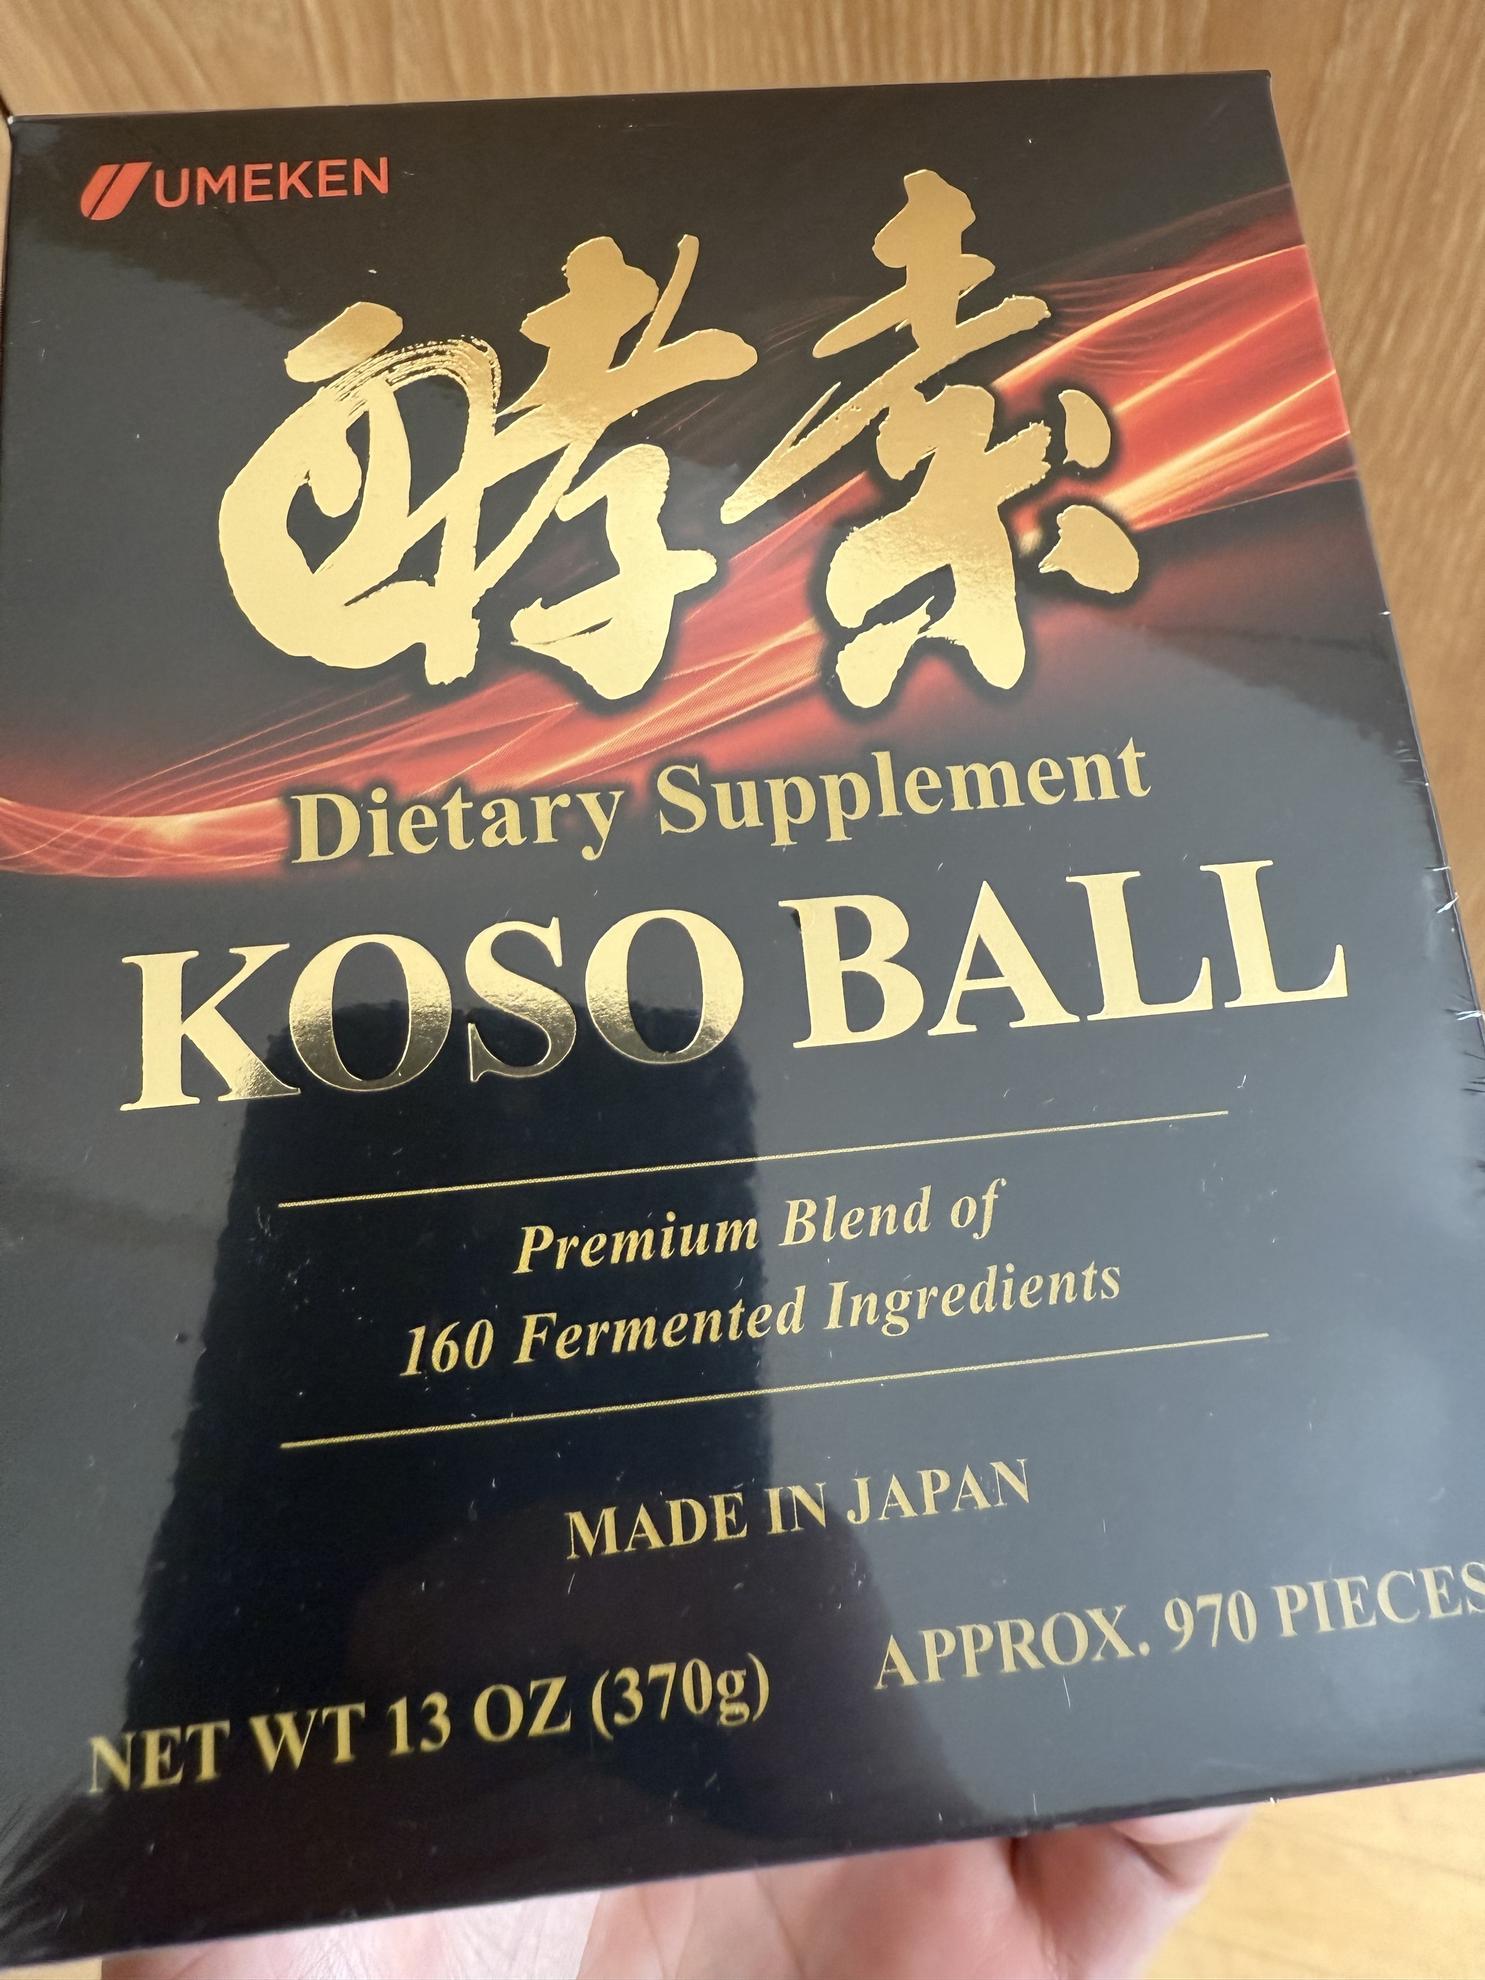 UMEKEN
酵素
Dietary Supplement
KOSO BALL
Premium Blend of
160 Fermented Ingredients
MADE IN JAPAN
NET WT 13 OZ (370g) APPROX. 970 PIECES